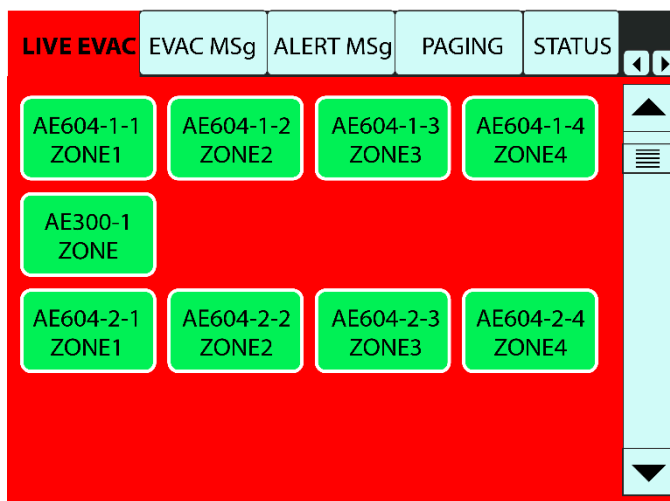 LIVE EVAC EVAC MSg ALERT MSg PAGING STATUS
AE604-1-1 AE604-1-2 AE604-1-3 AE604-1-4
ZONE1 ZONE2 ZONE3 ZONE4
AE300-1
ZONE
AE604-2-1 AE604-2-2 AE604-2-3 AE604-2-4
ZONE1 ZONE2 ZONE3 ZONE4